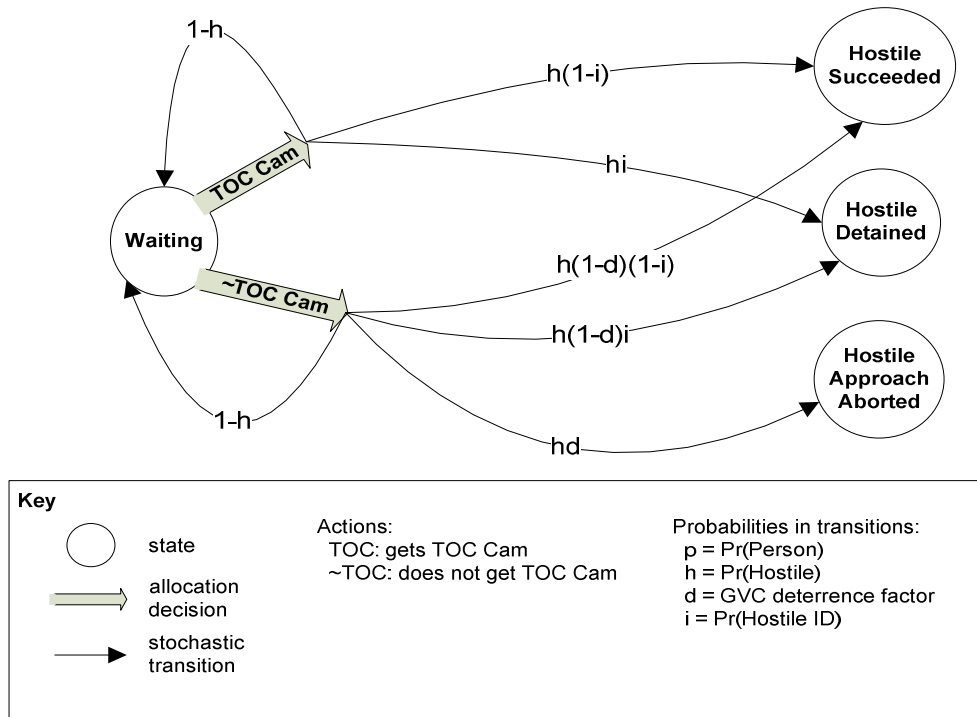 1-h
Hostile
Succeeded
h(1-i)
TOC Cam
hi
Hostile
Detained
Waiting
h(1-d)(1-i)
~TOC Cam
h(1-d)i
Hostile
Approach
Aborted
1-h
hd
Key
state
allocation
decision
stochastic
transition
Actions:
TOC: gets TOC Cam
~TOC: does not get TOC Cam
Probabilities in transitions:
p = Pr(Person)
h = Pr(Hostile)
d = GVC deterrence factor
i = Pr(Hostile ID)